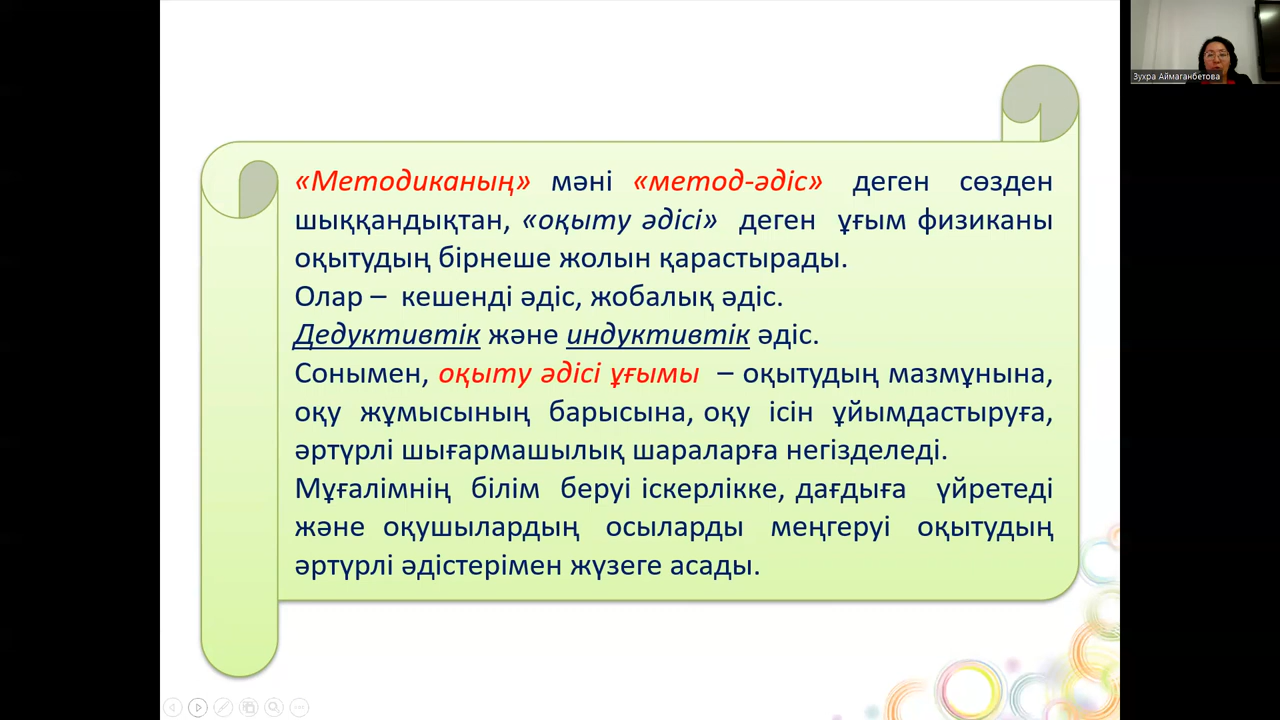 Зухра Аймаганбетова
«Методиканың» мәні «метод-әдіс» деген сөзден
шыққандықтан, «оқыту әдісі» деген ұғым физиканы
оқытудың бірнеше жолын қарастырады.
Олар – кешенді әдіс, жобалық әдіс.
Дедуктивтік және индуктивтік әдіс.
Сонымен, оқыту әдісі ұғымы – оқытудың мазмұнына,
оқу жұмысының барысына, оқу ісін ұйымдастыруға,
әртүрлі шығармашылық шараларға негізделеді.
Мұғалімнің білім беруі іскерлікке, дағдыға үйретеді
және оқушылардың осыларды меңгеруі оқытудың
әртүрлі әдістерімен жүзеге асады.